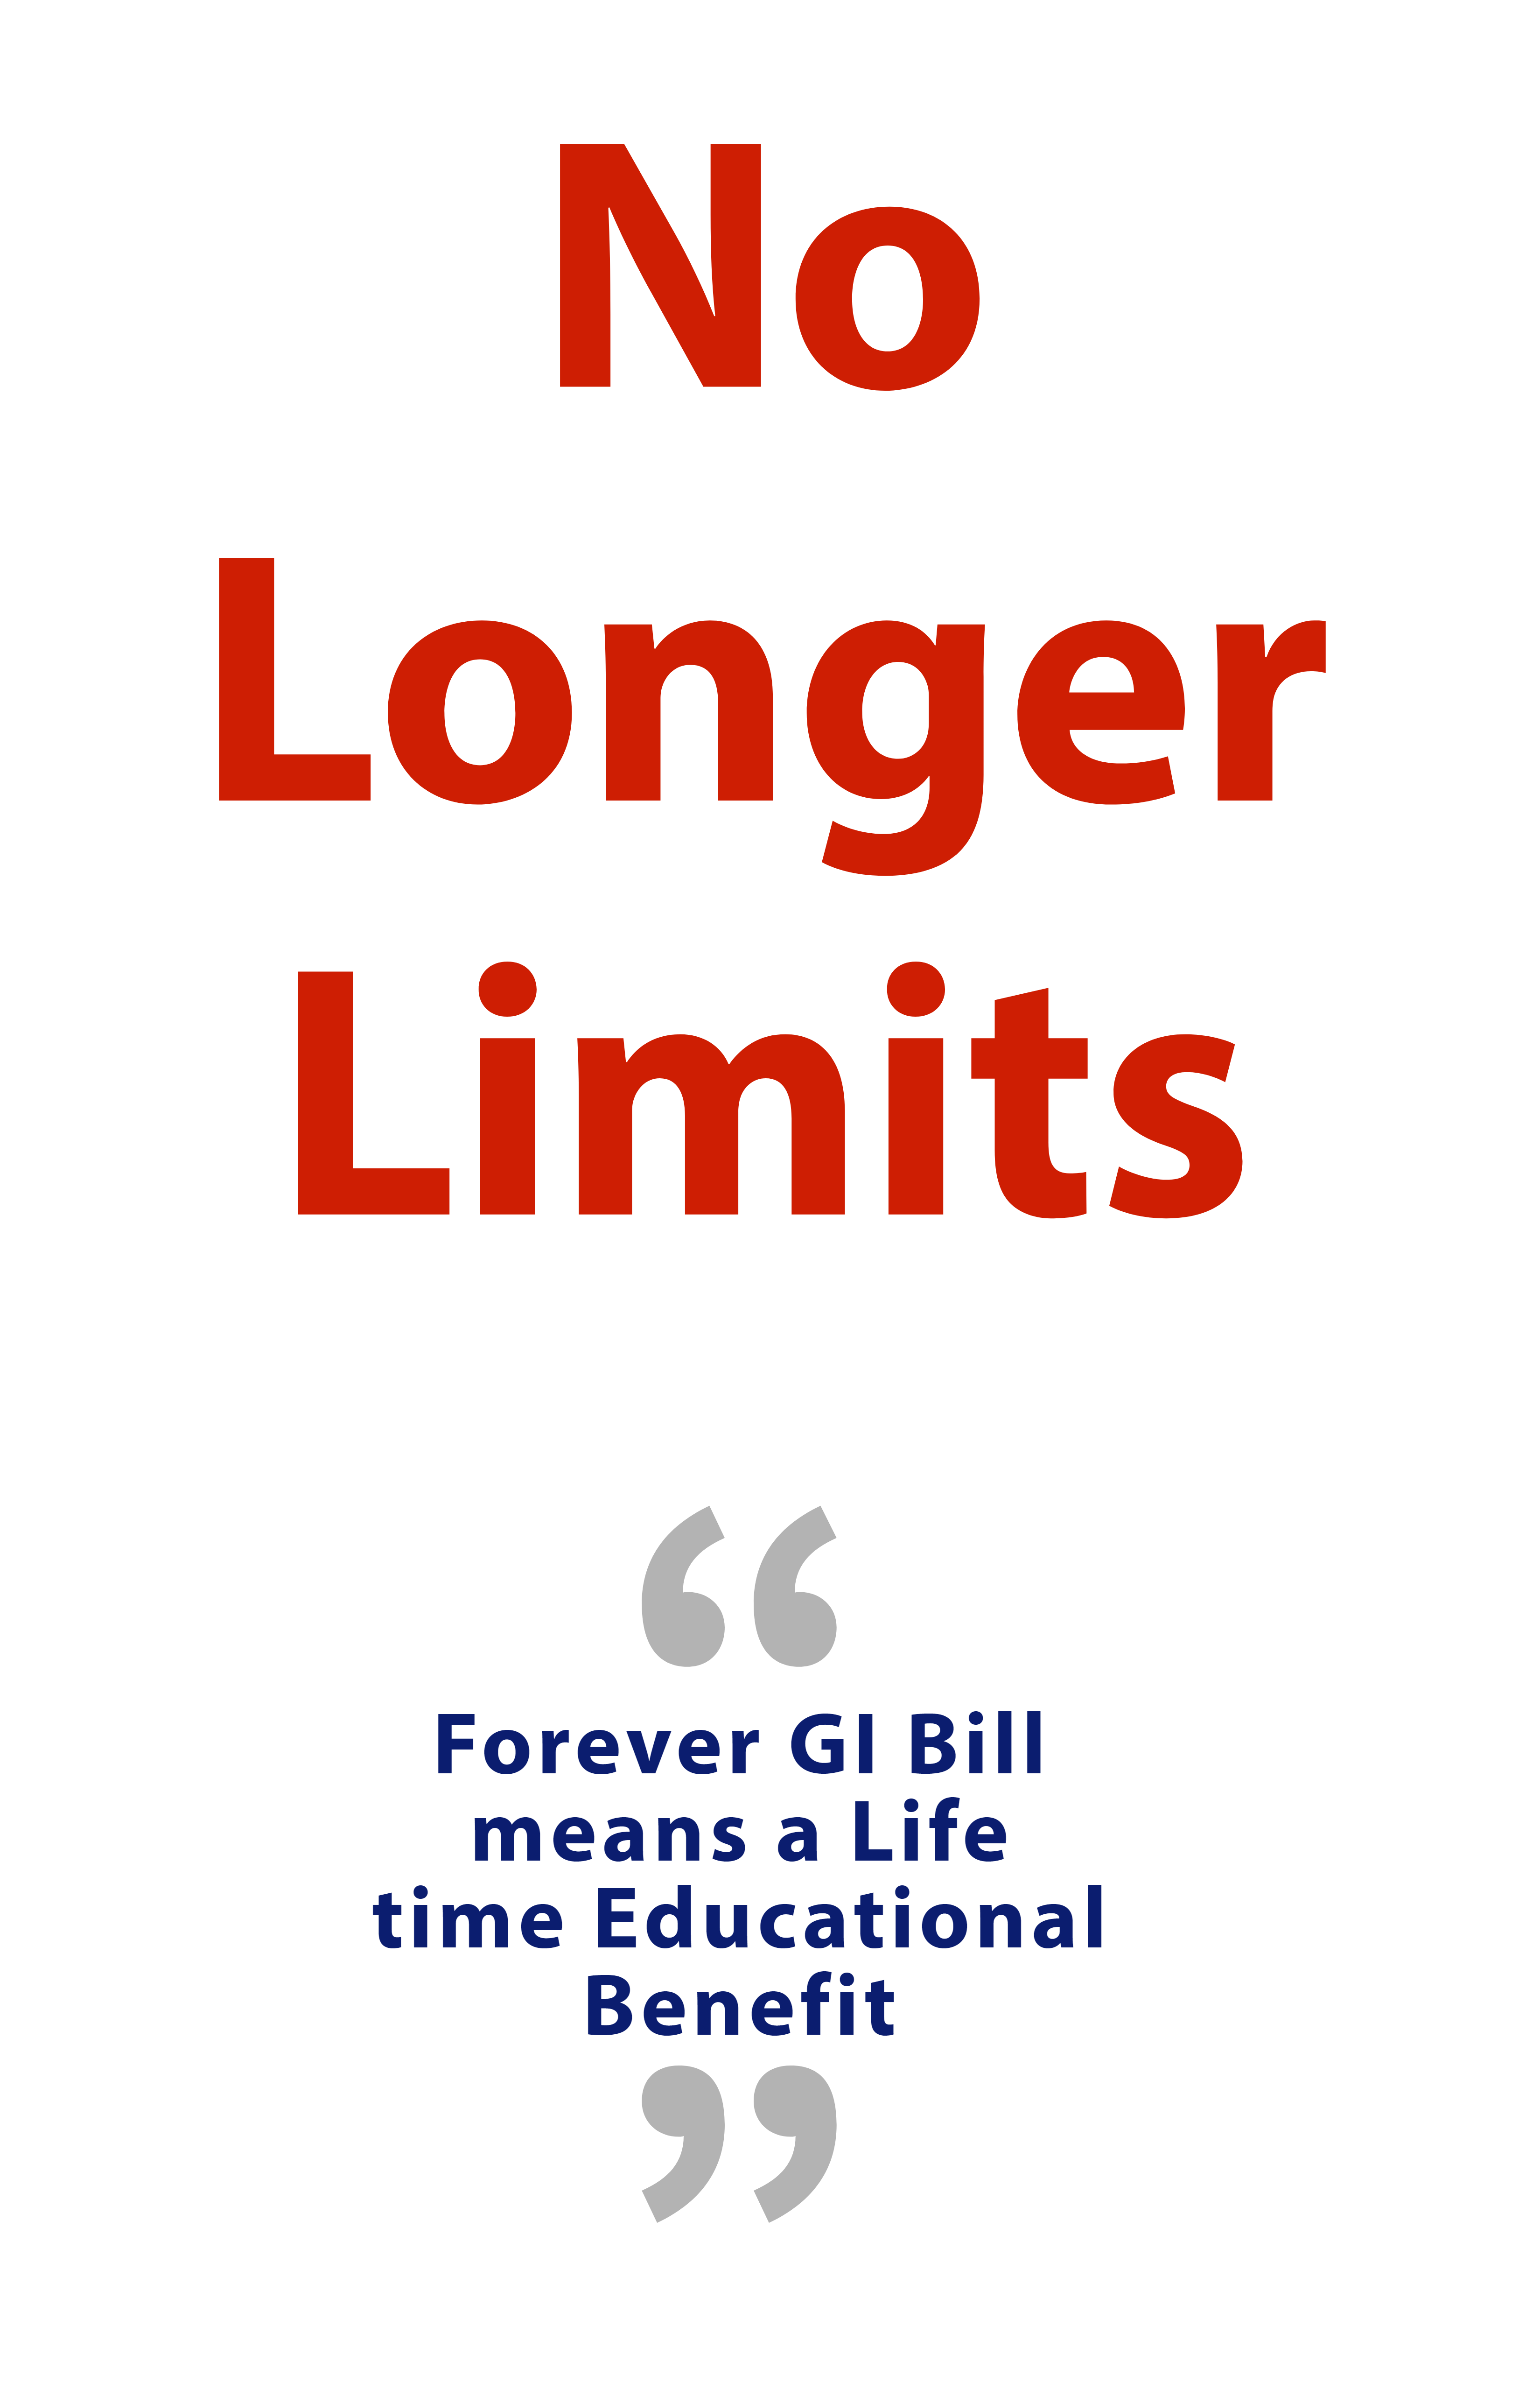 No
Longer
Limits
“
Forever GI Bill
means a Life
time Educational
Benefit
”